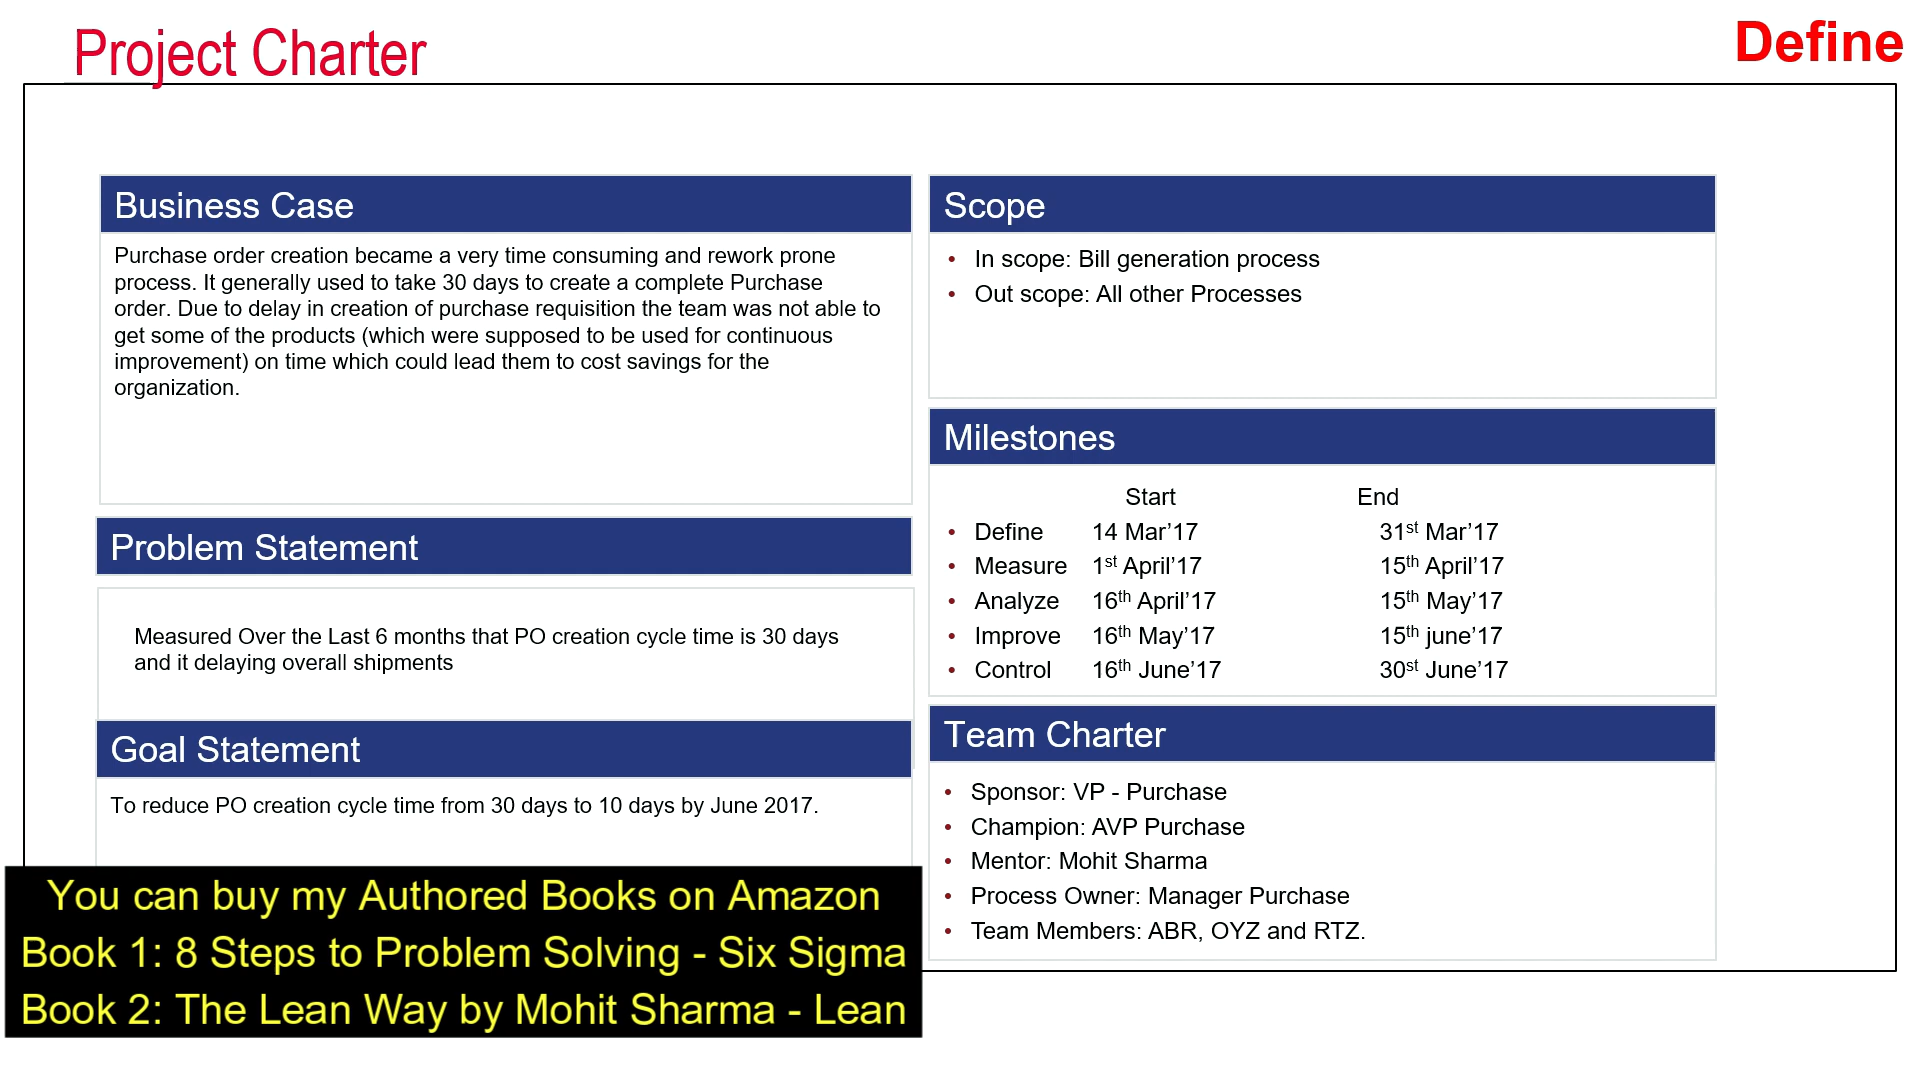 Project Charter
Define
Business Case
Purchase order creation became a very time consuming and rework prone
process. It generally used to take 30 days to create a complete Purchase
order. Due to delay in creation of purchase requisition the team was not able to
get some of the products (which were supposed to be used for continuous
improvement) on time which could lead them to cost savings for the
organization.
Problem Statement
Measured Over the Last 6 months that PO creation cycle time is 30 days
and it delaying overall shipments
Goal Statement
To reduce PO creation cycle time from 30 days to 10 days by June 2017.
Scope
• In scope: Bill generation process
• Out scope: All other Processes
Milestones
Start End
• Define 14 Mar’17 31st Mar’17
• Measure 1st April’17 15th April’17
• Analyze 16th April’17 15th May’17
• Improve 16th May’17 15th june’17
• Control 16th June’17 30st June’17
Team Charter
• Sponsor: VP - Purchase
• Champion: AVP Purchase
• Mentor: Mohit Sharma
• Process Owner: Manager Purchase
• Team Members: ABR, OYZ and RTZ.
You can buy my Authored Books on Amazon
Book 1: 8 Steps to Problem Solving - Six Sigma
Book 2: The Lean Way by Mohit Sharma - Lean